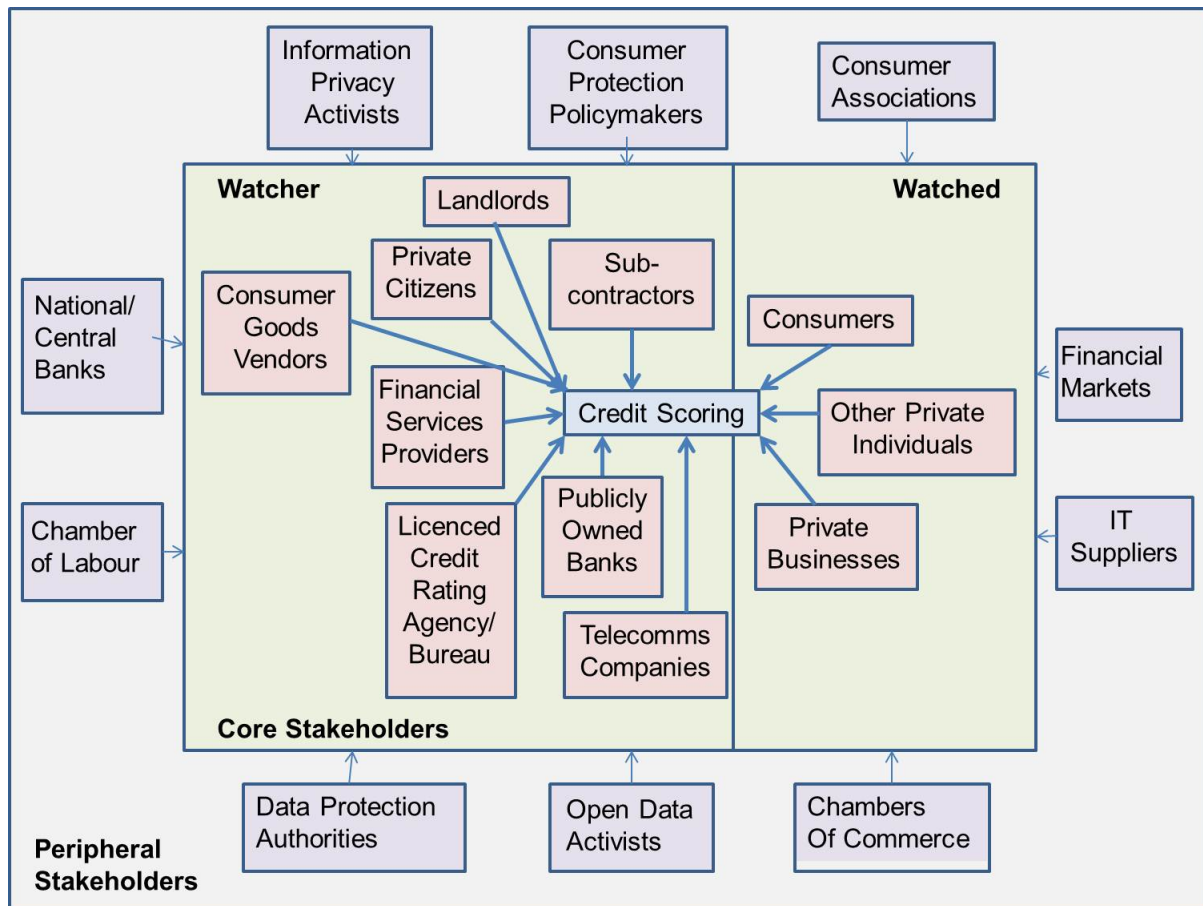 Information
Privacy
Activists
Consumer
Protection
Policymakers
Consumer
Associations
Watcher
Watched
Landlords
Private
Citizens
Sub-
contractors
Consumer
Goods
Vendors
Consumers
National/
Central
Banks
Financial
Markets
Financial
Services
Providers
Credit Scoring
Other Private
Individuals
Publicly
Owned
Banks
Private
Businesses
Chamber
of Labour
IT
Suppliers
Licenced
Credit
Rating
Agency/
Bureau
Telecomms
Companies
Core Stakeholders
Data Protection
Authorities
Open Data
Activists
Chambers
Of Commerce
Peripheral
Stakeholders